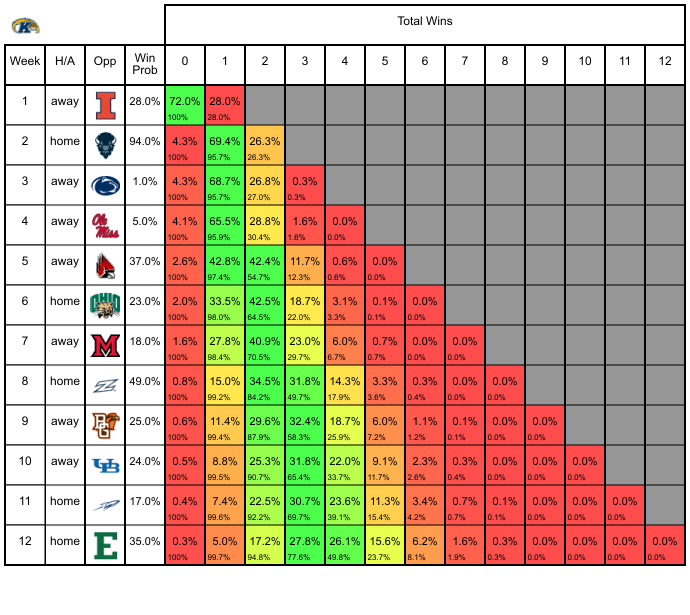 K
Total Wins
Week H/A Opp Win Prob 0 1 2 3 4 5 6 7 8 9 10 11 12
1 away I 28.0% 72.0% 28.0%
100% 28.0%
2 home 94.0% 4.3% 69.4% 26.3%
100% 95.7% 26.3%
3 away 1.0% 4.3% 68.7% 26.8% 0.3%
100% 95.7% 27.0% 0.3%
4 away Ole Miss 5.0% 4.1% 65.5% 28.8% 1.6% 0.0%
100% 95.9% 30.4% 1.6% 0.0%
5 away 37.0% 2.6% 42.8% 42.4% 11.7% 0.6% 0.0%
100% 97.4% 54.7% 12.3% 0.6% 0.0%
6 home OHIO 23.0% 2.0% 33.5% 42.5% 18.7% 3.1% 0.1% 0.0%
100% 98.0% 64.5% 22.0% 3.3% 0.1% 0.0%
7 away M 18.0% 1.6% 27.8% 40.9% 23.0% 6.0% 0.7% 0.0% 0.0%
100% 98.4% 70.5% 29.7% 6.7% 0.7% 0.0% 0.0%
8 home Z 49.0% 0.8% 15.0% 34.5% 31.8% 14.3% 3.3% 0.3% 0.0% 0.0%
100% 99.2% 84.2% 49.7% 17.9% 3.6% 0.4% 0.0% 0.0%
9 away BG 25.0% 0.6% 11.4% 29.6% 32.4% 18.7% 6.0% 1.1% 0.1% 0.0% 0.0%
100% 99.4% 87.9% 58.3% 25.9% 7.2% 1.2% 0.1% 0.0% 0.0%
10 away UB 24.0% 0.5% 8.8% 25.3% 31.8% 22.0% 9.1% 2.3% 0.3% 0.0% 0.0% 0.0%
100% 99.5% 90.7% 65.4% 33.7% 11.7% 2.6% 0.4% 0.0% 0.0% 0.0%
11 home 17.0% 0.4% 7.4% 22.5% 30.7% 23.6% 11.3% 3.4% 0.7% 0.1% 0.0% 0.0% 0.0%
100% 99.6% 92.2% 69.7% 39.1% 15.4% 4.2% 0.7% 0.1% 0.0% 0.0% 0.0%
12 home E 35.0% 0.3% 5.0% 17.2% 27.8% 26.1% 15.6% 6.2% 1.6% 0.3% 0.0% 0.0% 0.0% 0.0%
100% 99.7% 94.8% 77.6% 49.8% 23.7% 8.1% 1.9% 0.3% 0.0% 0.0% 0.0% 0.0%